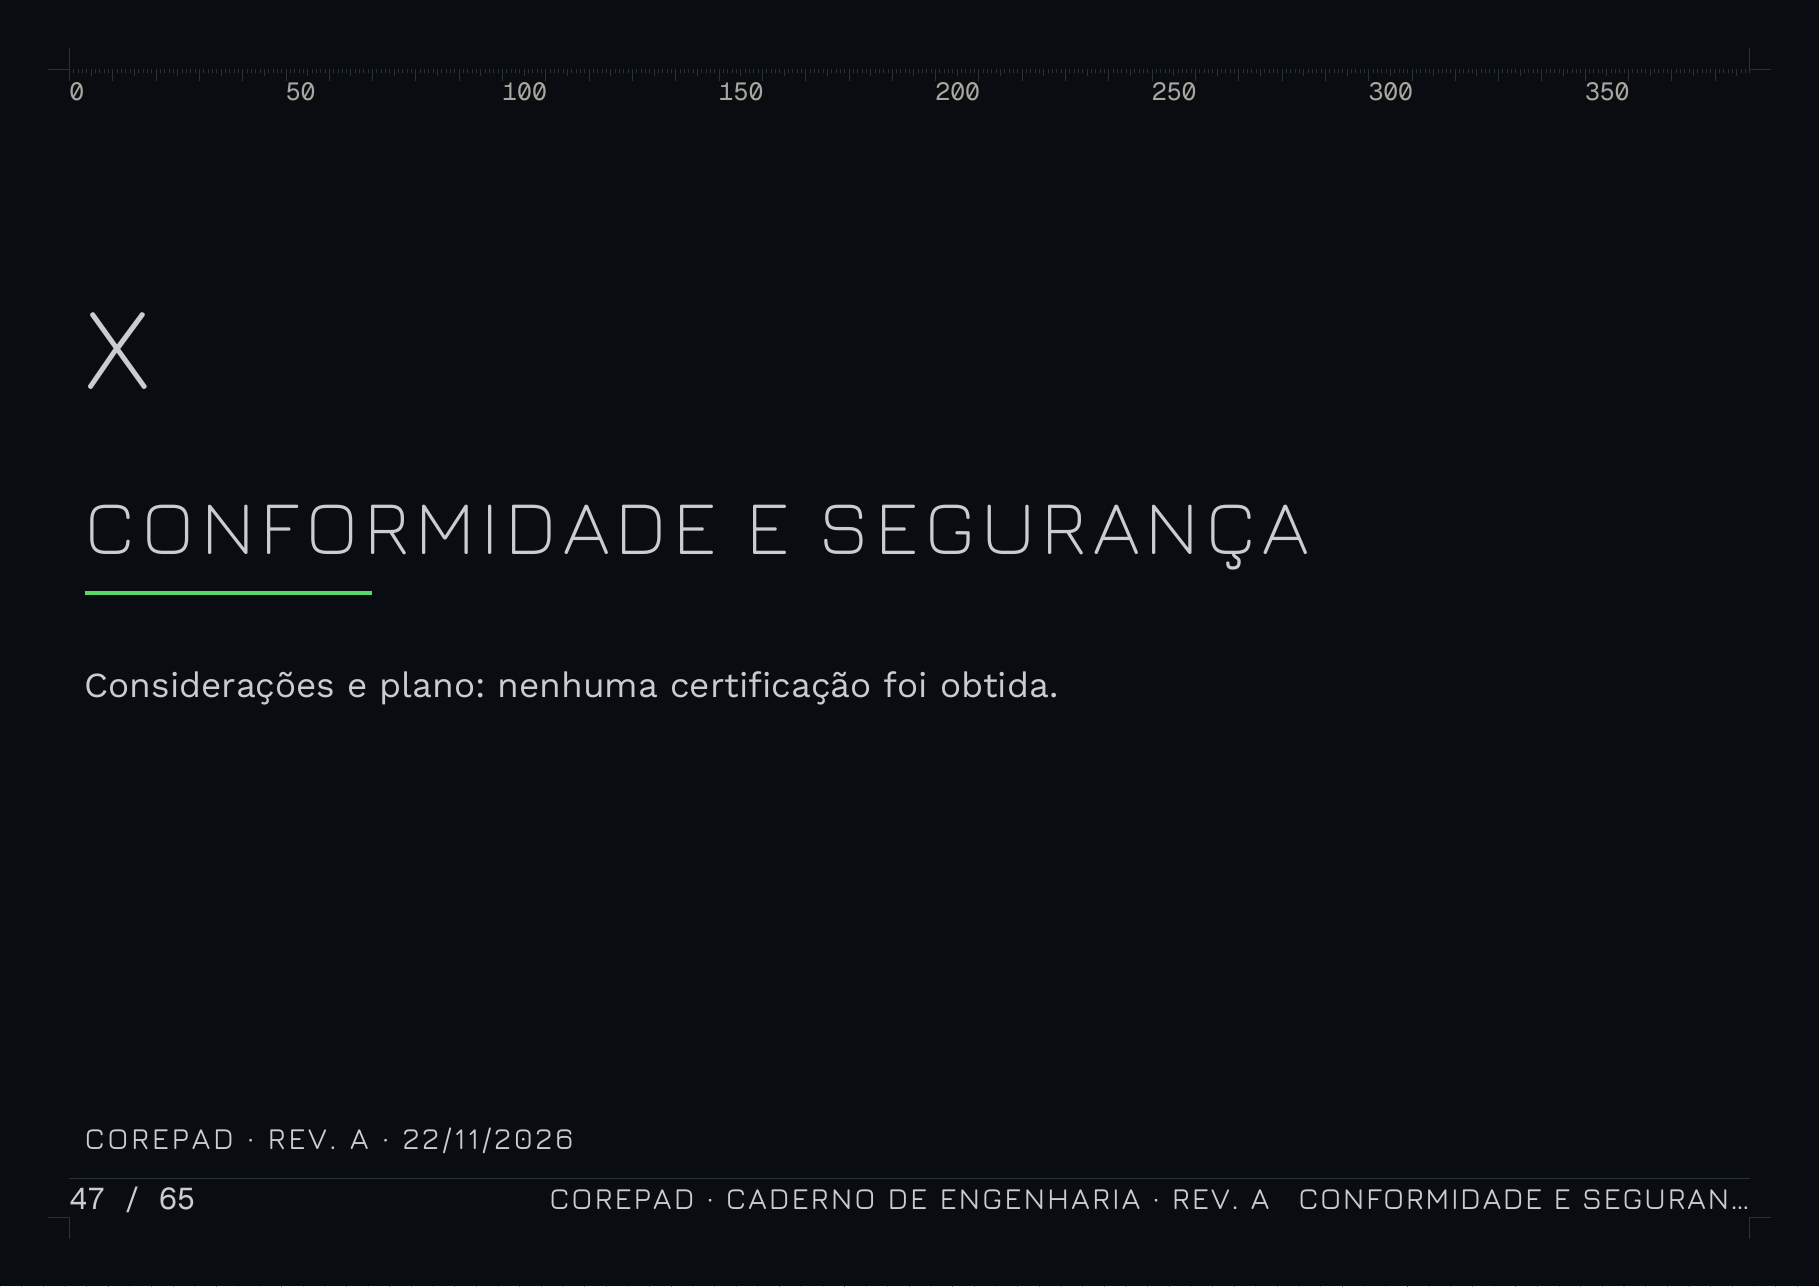 0 50 100 150 200 250 300 350
X
CONFORMIDADE E SEGURANÇA
Considerações e plano: nenhuma certificação foi obtida.
COREPAD · REV. A · 22/11/2026
47 / 65 COREPAD · CADERNO DE ENGENHARIA · REV. A CONFORMIDADE E SEGURAN…